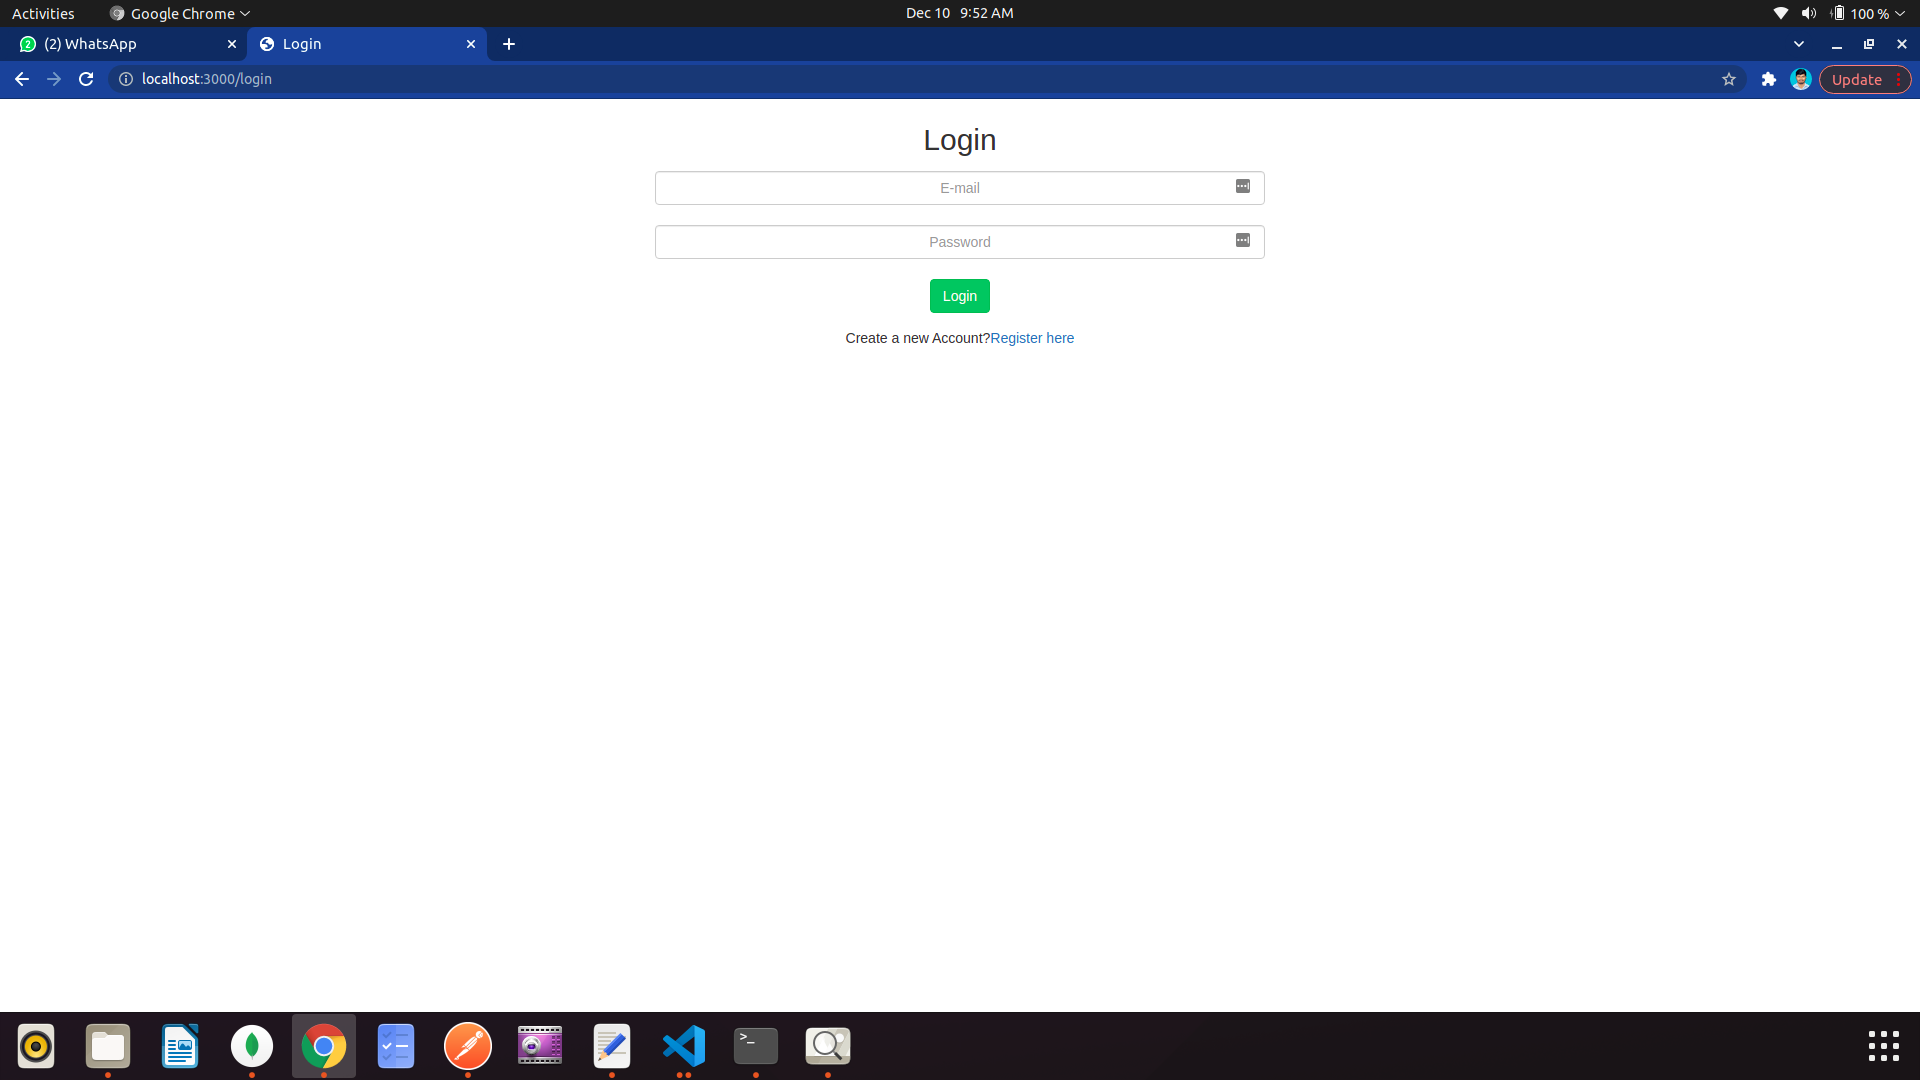 Activities
Google Chrome
Dec 10 9:52 AM
100 %
(2) WhatsApp
Login
localhost:3000/login
Update
Login
E-mail
Password
Login
Create a new Account?Register here